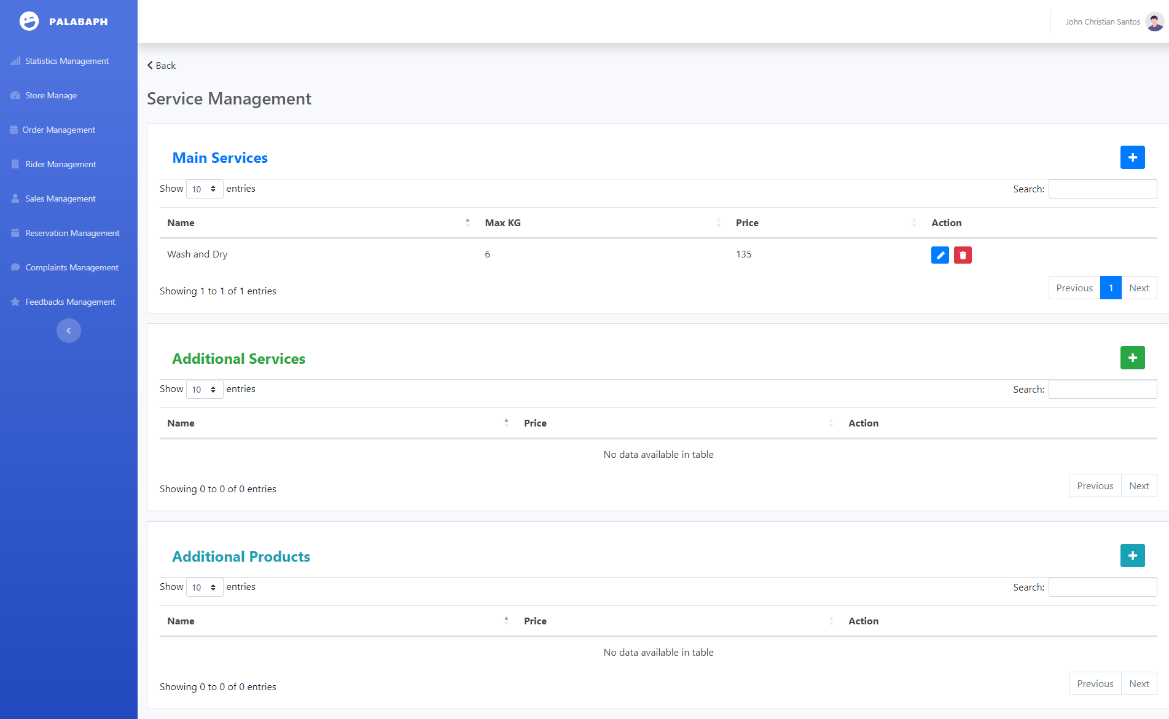 PALABAPH
John Christian Santos
Statistics Management
Store Manage
Order Management
Rider Management
Sales Management
Reservation Management
Complaints Management
Feedbacks Management
Back
Service Management
Main Services
Show 10 entries Search:
Name Max KG Price Action
Wash and Dry 6 135
Showing 1 to 1 of 1 entries Previous 1 Next
Additional Services
Show 10 entries Search:
Name Price Action
No data available in table
Showing 0 to 0 of 0 entries Previous Next
Additional Products
Show 10 entries Search:
Name Price Action
No data available in table
Showing 0 to 0 of 0 entries Previous Next